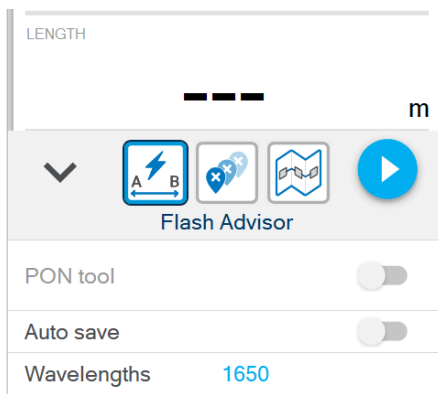 LENGTH
---
m
A B
Flash Advisor
PON tool
Auto save
Wavelengths 1650